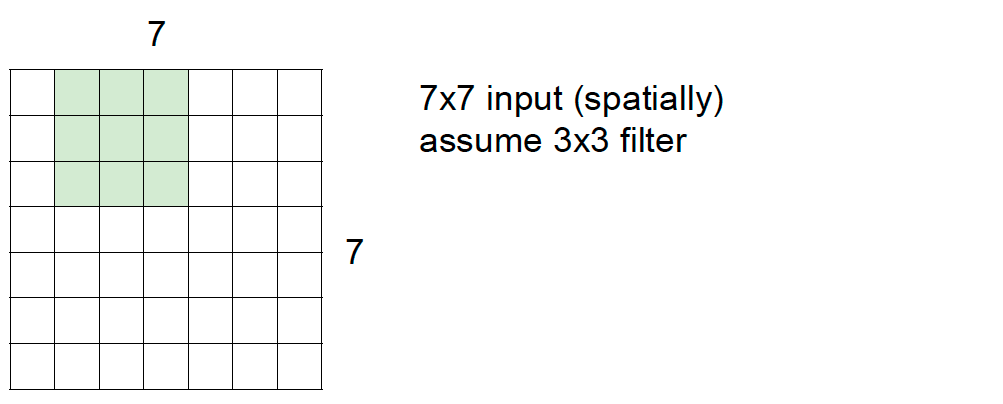 7
7x7 input (spatially)
assume 3x3 filter
7